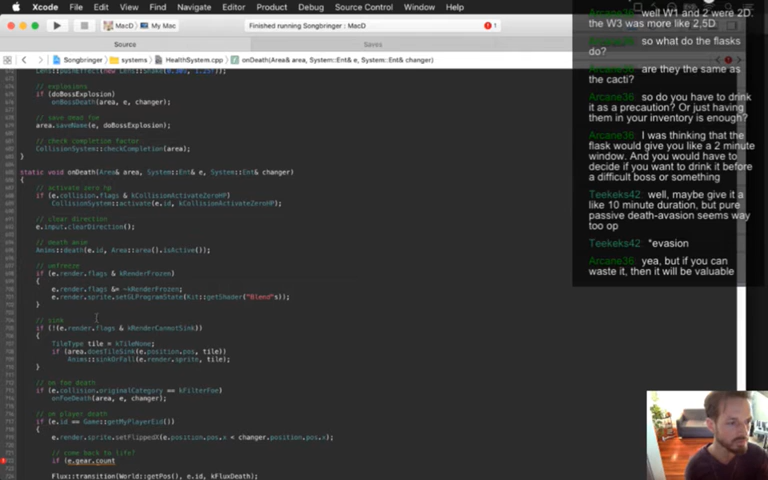 Xcode File Edit View Find Navigate Editor Product Debug Source Control Window Help
MacD My Mac
Finished running Songbringer : MacD
1
Source
Saves
Songbringer systems HealthSystem.cpp onDeath(Area& area, System::Ent& e, System::Ent& changer)
// explosions
if (doBossExplosion)
onBossDeath(area, e, changer);
// save dead foe
area.saveFoe(e, doBossExplosion);
// check completion factor
CollisionSystem::checkCompletion(area);
}
static void onDeath(Area& area, System::Ent& e, System::Ent& changer)
{
// activate zero hp
if (e.collision.flags & kCollisionActivateZeroHP)
CollisionSystem::activate(e.id, kCollisionActivateZeroHP);
// clear direction
e.input.clearDirection();
// death anim
Anims::death(e.id, Area::area().isActive());
// unfreeze
if (e.render.flags & kRenderFrozen)
{
e.render.flags &= ~kRenderFrozen;
e.render.sprite.setGLProgramState(Kit::getShader("Blend"s));
}
// sink
if (!(e.render.flags & kRenderCannotSink))
{
TileType tile = kTileNone;
if (area.doesTileSink(e.position.pos, tile))
Anims::sinkOrFall(e.render.sprite, tile);
}
// on foe death
if (e.collision.originalCategory == kFilterFoe)
onFoeDeath(area, e, changer);
// on player death
if (e.id == Game::getMyPlayerEid())
{
e.render.sprite.setFlippedX(e.position.pos.x < changer.position.pos.x);
// come back to life?
if (e.gear.count
Flux::transition(World::getPos(), e.id, kFluxDeath);
Arcane36: well W1 and 2 were 2D,
the W3 was more like 2,5D
so what do the flasks
do?
are they the same as
the cacti?
Arcane36: so do you have to drink
it as a precaution? Or just having
them in your inventory is enough?
Arcane36: I was thinking that the
flask would give you like a 2 minute
window. And you would have to
decide if you want to drink it before
a difficult boss or something
Teekeks42: well, maybe give it a
like 10 minute duration, but pure
passive death-avasion seems way
too op
Teekeks42: *evasion
Arcane36: yea, but if you can
waste it, then it will be valuable